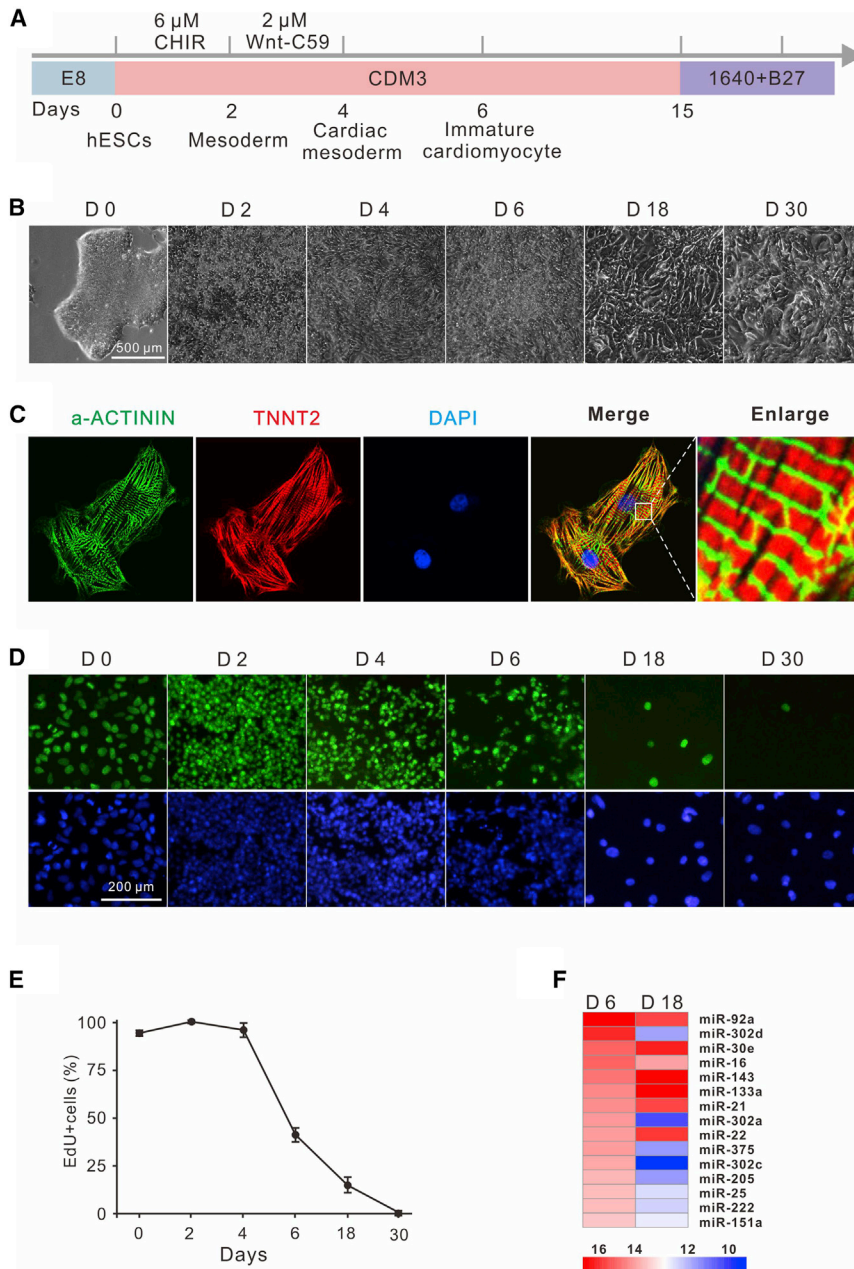 A
6 μM
CHIR
2 μM
Wnt-C59
E8
CDM3
1640+B27
Days
0
2
4
6
15
hESCs
Mesoderm
Cardiac
mesoderm
Immature
cardiomyocyte
B
D 0
D 2
D 4
D 6
D 18
D 30
500 μm
C
a-ACTININ
TNNT2
DAPI
Merge
Enlarge
D
D 0
D 2
D 4
D 6
D 18
D 30
200 μm
E
EdU+cells (%)
100
75
50
25
0
0
2
4
6
18
30
Days
F
D 6
D 18
miR-92a
miR-302d
miR-30e
miR-16
miR-143
miR-133a
miR-21
miR-302a
miR-22
miR-375
miR-302c
miR-205
miR-25
miR-222
miR-151a
16
14
12
10